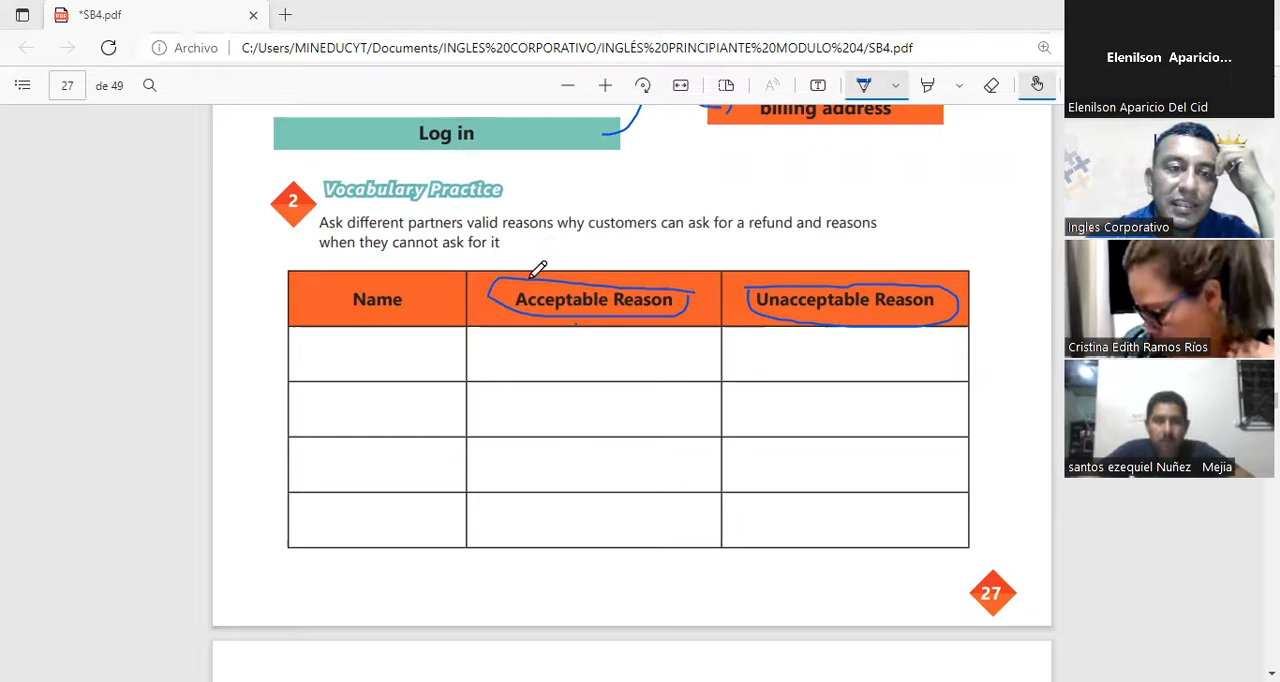 *SB4.pdf
Archivo
C:/Users/MINEDUCYT/Documents/INGLES%20CORPORATIVO/INGLÉS%20PRINCIPIANTE%20MODULO%204/SB4.pdf
27
de 49
billing address
Log in
2
Vocabulary Practice
Ask different partners valid reasons why customers can ask for a refund and reasons
when they cannot ask for it
Name
Acceptable Reason
Unacceptable Reason
27
Elenilson Aparicio...
Elenilson Aparicio Del Cid
Ingles Corporativo
Cristina Edith Ramos Ríos
santos ezequiel Nuñez Mejia